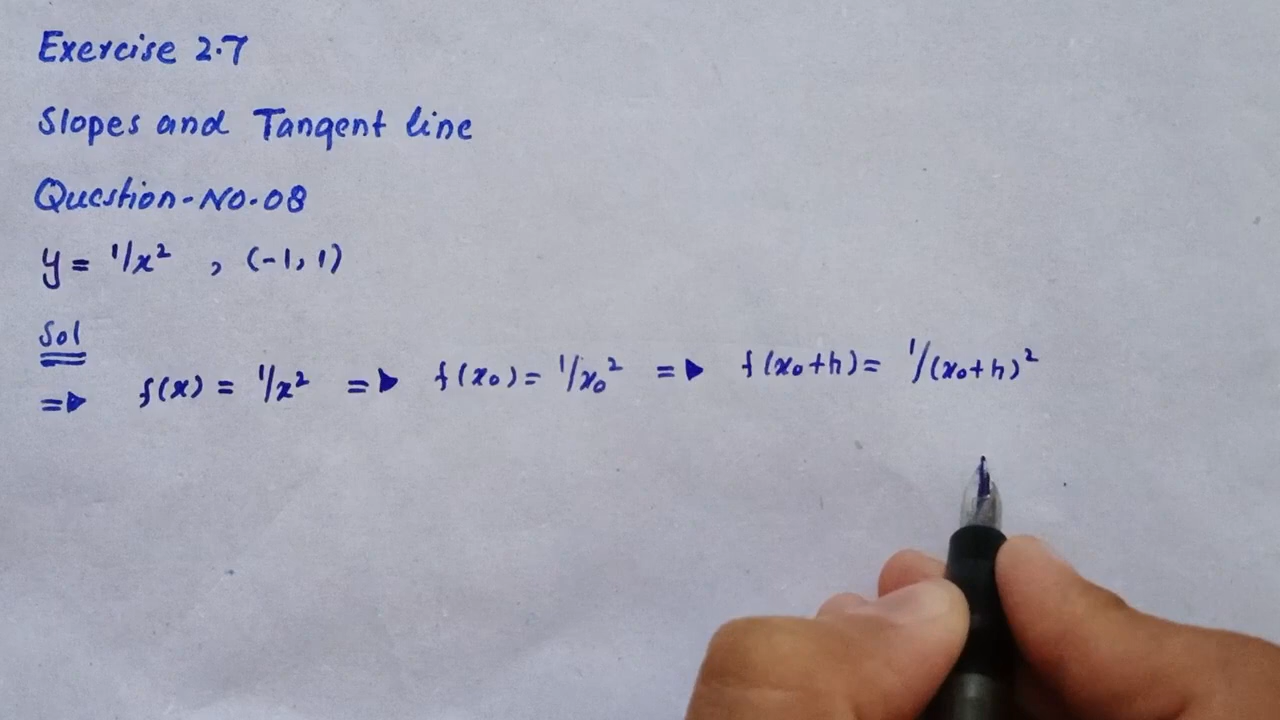 Exercise 2.7
Slopes and Tangent line
Question-No.08
y = 1/x² , (-1, 1)
Sol
=> f(x) = 1/x² => f(x₀) = 1/x₀² => f(x₀+h) = 1/(x₀+h)²